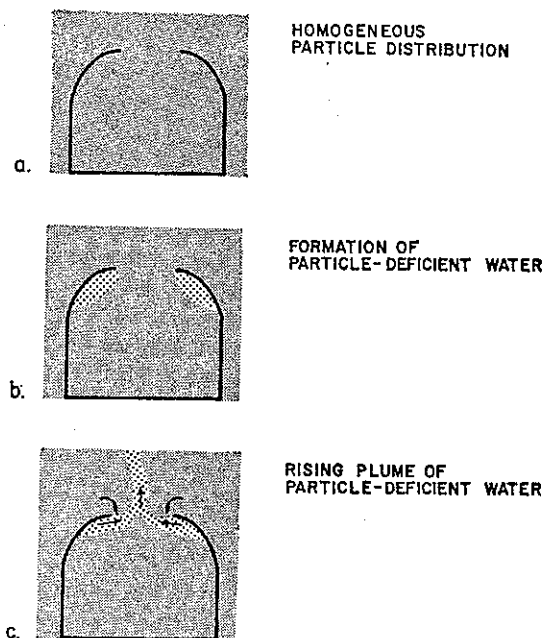 HOMOGENEOUS
PARTICLE DISTRIBUTION
a.
FORMATION OF
PARTICLE-DEFICIENT WATER
b.
RISING PLUME OF
PARTICLE-DEFICIENT WATER
c.